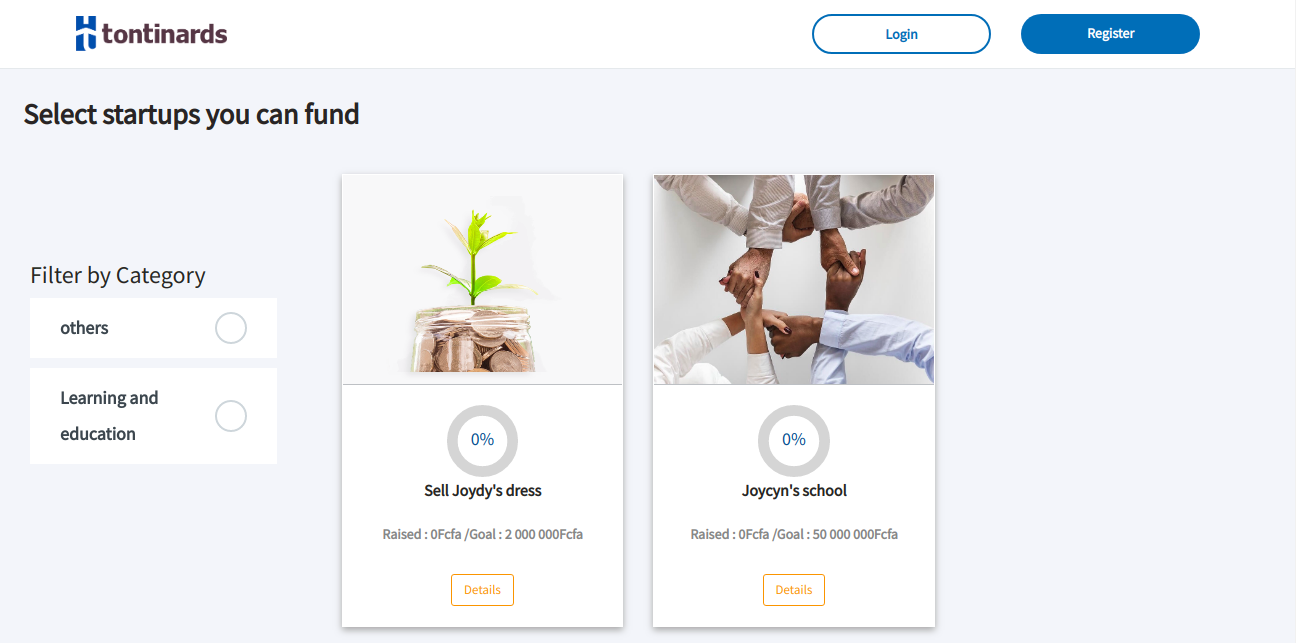 tontinards
Login
Register
Select startups you can fund
Filter by Category
others
Learning and
education
0%
Sell Joydy's dress
Raised : 0Fcfa /Goal : 2 000 000Fcfa
Details
0%
Joycyn's school
Raised : 0Fcfa /Goal : 50 000 000Fcfa
Details